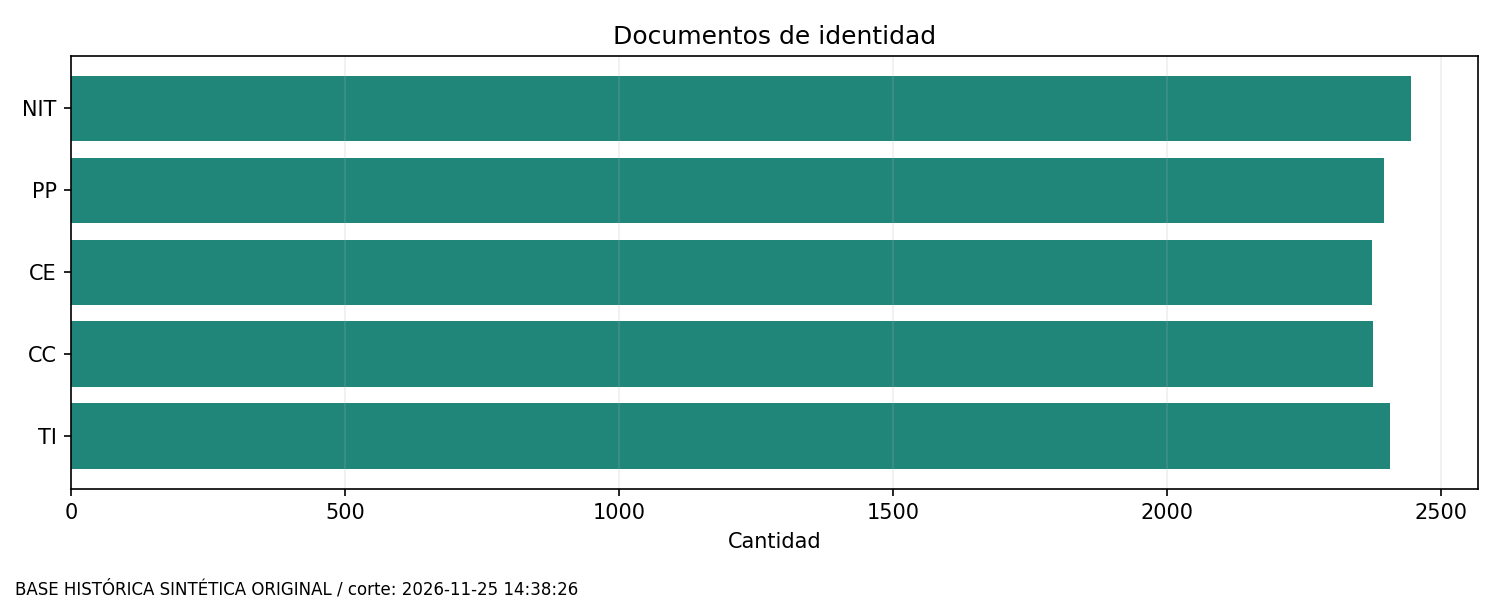 Documentos de identidad
NIT
PP
CE
CC
TI
0 500 1000 1500 2000 2500
Cantidad
BASE HISTÓRICA SINTÉTICA ORIGINAL / corte: 2026-11-25 14:38:26